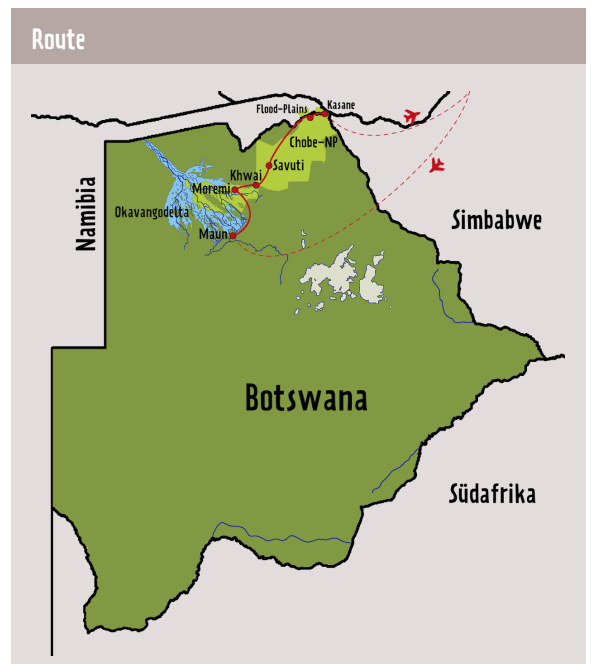 Route
Kasane
Flood-Plains
Chobe-NP
Savuti
Khwai
Moremi
Namibia
Okavangodelta
Simbabwe
Maun
Botswana
Südafrika